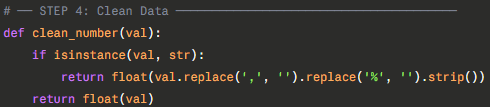 # —— STEP 4: Clean Data ————————————————————————————
def clean_number(val):
    if isinstance(val, str):
        return float(val.replace(',', '').replace('%', '').strip())
    return float(val)